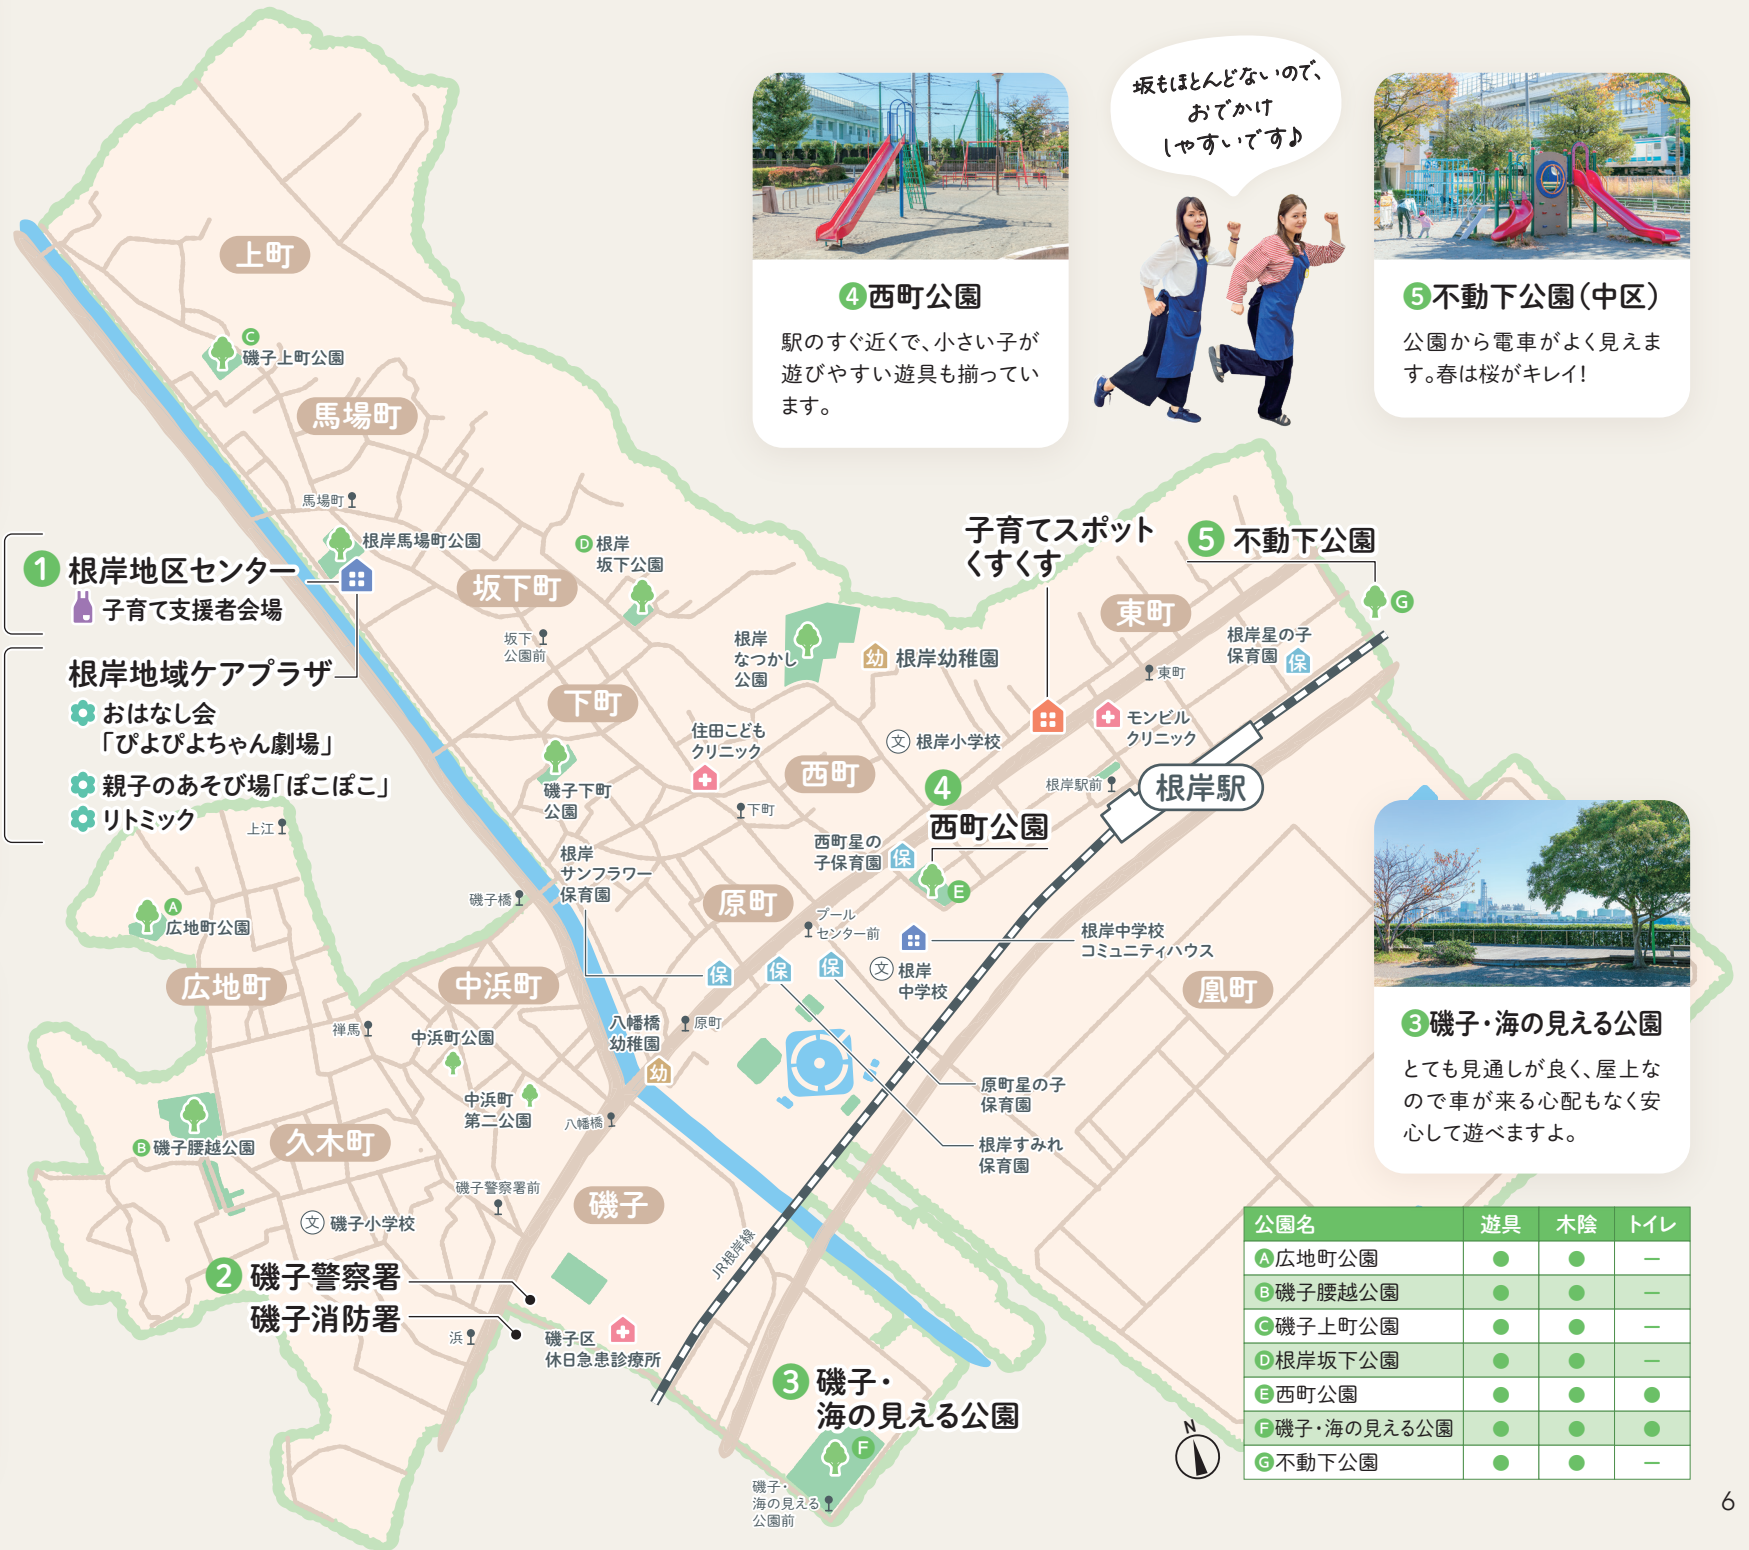 坂もほとんどないので、
おでかけ
しやすいです♪
④西町公園
駅のすぐ近くで、小さい子が
遊びやすい遊具も揃ってい
ます。
⑤不動下公園(中区)
公園から電車がよく見えま
す。春は桜がキレイ!
上町
C
磯子上町公園
馬場町
馬場町
根岸馬場町公園
① 根岸地区センター
子育て支援者会場
根岸地域ケアプラザ
おはなし会
「ぴよぴよちゃん劇場」
親子のあそび場「ぽこぽこ」
リトミック
D 根岸
坂下公園
坂下町
坂下
公園前
根岸
なつかし
公園
幼 根岸幼稚園
子育てスポット
くすくす
⑤ 不動下公園
G
東町
根岸星の子
保育園 保
東町
モンビル
クリニック
下町
住田こども
クリニック
文 根岸小学校
西町
根岸駅前
根岸駅
磯子下町
公園
下町
④
西町公園
西町星の
子保育園 保
E
上江
根岸
サンフラワー
保育園
磯子橋
原町
プール
センター前
A
広地町公園
根岸中学校
コミュニティハウス
広地町
中浜町
保
保
保
文 根岸
中学校
凰町
禅馬
中浜町公園
八幡橋
幼稚園
幼
原町
中浜町
第二公園
八幡橋
原町星の子
保育園
根岸すみれ
保育園
B 磯子腰越公園
久木町
磯子警察署前
磯子
文 磯子小学校
JR根岸線
② 磯子警察署
磯子消防署
浜
磯子区
休日急患診療所
③ 磯子・
海の見える公園
F
磯子・
海の見える
公園前
③磯子・海の見える公園
とても見通しが良く、屋上な
ので車が来る心配もなく安
心して遊べますよ。
N
公園名 遊具 木陰 トイレ
A広地町公園 ● ● −
B磯子腰越公園 ● ● −
C磯子上町公園 ● ● −
D根岸坂下公園 ● ● −
E西町公園 ● ● ●
F磯子・海の見える公園 ● ● ●
G不動下公園 ● ● −
6